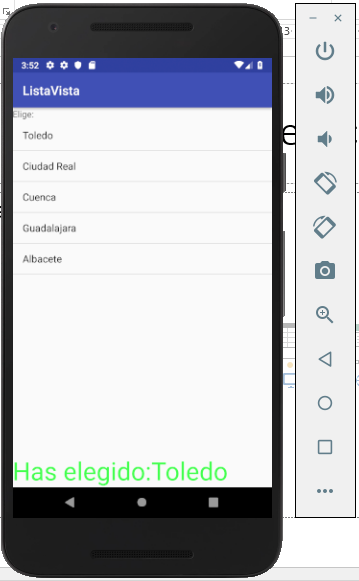 3:52
ListaVista
Elige:
Toledo
Ciudad Real
Cuenca
Guadalajara
Albacete
Has elegido:Toledo